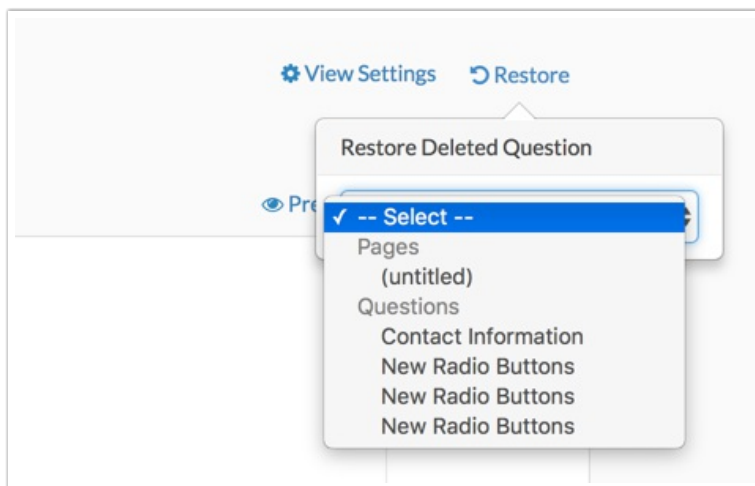 View Settings Restore
Restore Deleted Question
Pre
-- Select --
Pages
(untitled)
Questions
Contact Information
New Radio Buttons
New Radio Buttons
New Radio Buttons